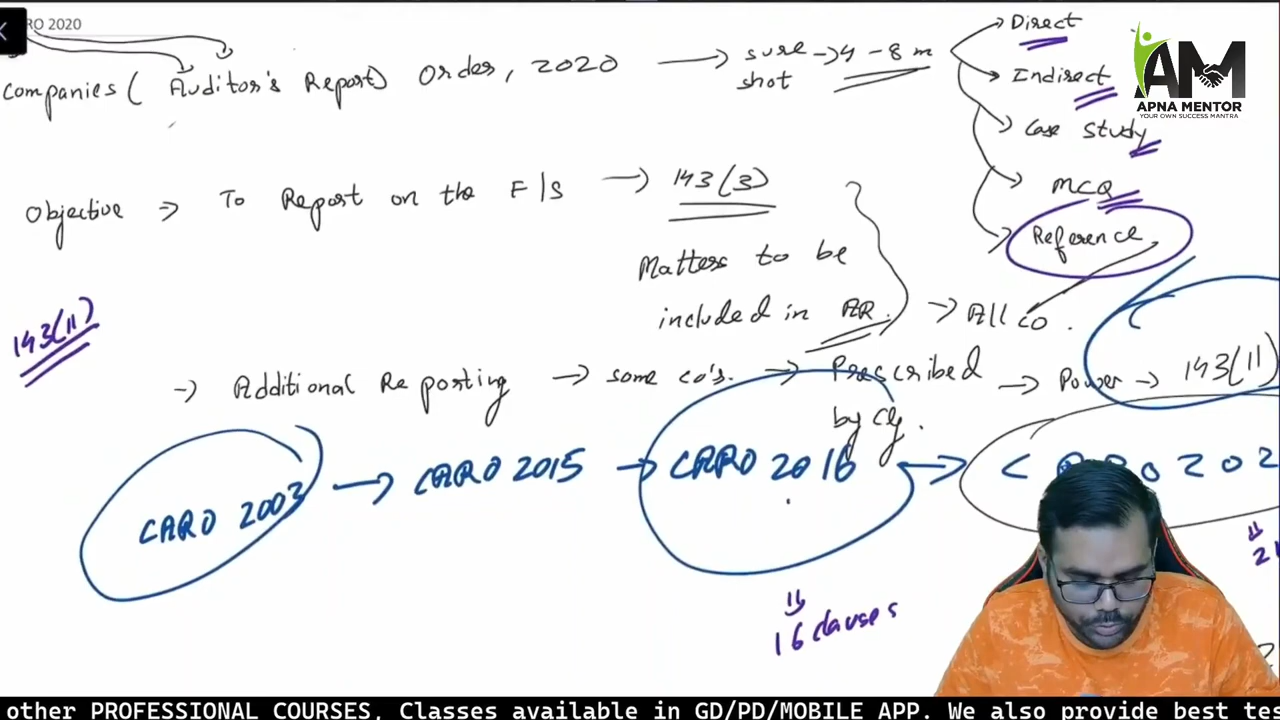 RO 2020
Companies (Auditor's Report) Order, 2020 → sure shot → 4 - 8 m
Direct
Indirect
Case Study
MCQ
Reference
AM
APNA MENTOR
YOUR OWN SUCCESS MANTRA
Objective ⇒ To Report on the F/S → 143(3)
Matters to be
included in AR. → All co.
143(11)
→ Additional Reporting → some co's. → Prescribed by CG. → Power → 143(11)
CARO 2003 → CARO 2015 → CARO 2016 → CARO 202
16 clauses
other PROFESSIONAL COURSES, Classes available in GD/PD/MOBILE APP. We also provide best tes